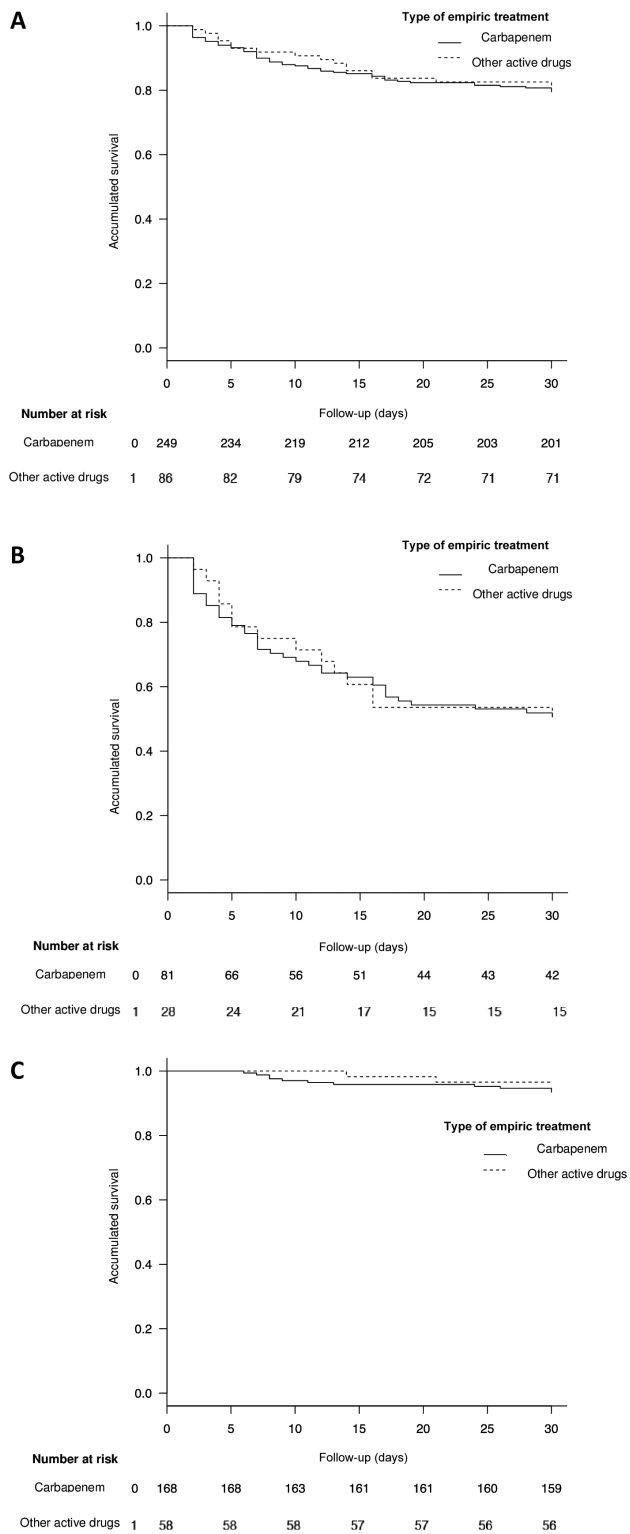 A
Type of empiric treatment
Carbapenem
Other active drugs
1.0
0.8
0.6
0.4
0.2
0.0
Accumulated survival
0 5 10 15 20 25 30
Number at risk
Follow-up (days)
Carbapenem 0 249 234 219 212 205 203 201
Other active drugs 1 86 82 79 74 72 71 71
B
Type of empiric treatment
Carbapenem
Other active drugs
1.0
0.8
0.6
0.4
0.2
0.0
Accumulated survival
0 5 10 15 20 25 30
Number at risk
Follow-up (days)
Carbapenem 0 81 66 56 51 44 43 42
Other active drugs 1 28 24 21 17 15 15 15
C
Type of empiric treatment
Carbapenem
Other active drugs
1.0
0.8
0.6
0.4
0.2
0.0
Accumulated survival
0 5 10 15 20 25 30
Number at risk
Follow-up (days)
Carbapenem 0 168 168 163 161 161 160 159
Other active drugs 1 58 58 58 57 57 56 56